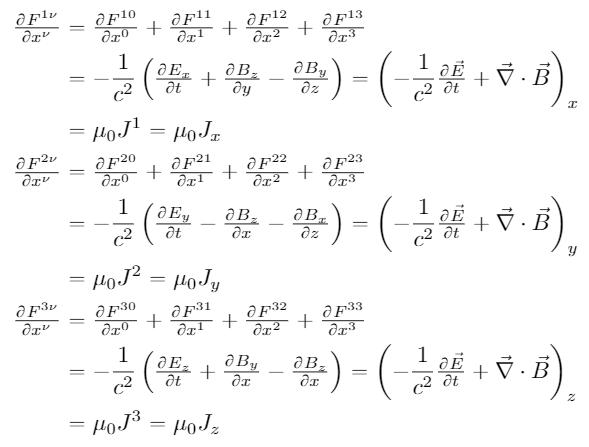 \frac{\partial F^{1\nu}}{\partial x^{\nu}} = \frac{\partial F^{10}}{\partial x^0} + \frac{\partial F^{11}}{\partial x^1} + \frac{\partial F^{12}}{\partial x^2} + \frac{\partial F^{13}}{\partial x^3}
= -\frac{1}{c^2} \left( \frac{\partial E_x}{\partial t} + \frac{\partial B_z}{\partial y} - \frac{\partial B_y}{\partial z} \right) = \left( -\frac{1}{c^2} \frac{\partial \vec{E}}{\partial t} + \vec{\nabla} \cdot \vec{B} \right)_x
= \mu_0 J^1 = \mu_0 J_x
\frac{\partial F^{2\nu}}{\partial x^{\nu}} = \frac{\partial F^{20}}{\partial x^0} + \frac{\partial F^{21}}{\partial x^1} + \frac{\partial F^{22}}{\partial x^2} + \frac{\partial F^{23}}{\partial x^3}
= -\frac{1}{c^2} \left( \frac{\partial E_y}{\partial t} - \frac{\partial B_z}{\partial x} - \frac{\partial B_x}{\partial z} \right) = \left( -\frac{1}{c^2} \frac{\partial \vec{E}}{\partial t} + \vec{\nabla} \cdot \vec{B} \right)_y
= \mu_0 J^2 = \mu_0 J_y
\frac{\partial F^{3\nu}}{\partial x^{\nu}} = \frac{\partial F^{30}}{\partial x^0} + \frac{\partial F^{31}}{\partial x^1} + \frac{\partial F^{32}}{\partial x^2} + \frac{\partial F^{33}}{\partial x^3}
= -\frac{1}{c^2} \left( \frac{\partial E_z}{\partial t} + \frac{\partial B_y}{\partial x} - \frac{\partial B_z}{\partial x} \right) = \left( -\frac{1}{c^2} \frac{\partial \vec{E}}{\partial t} + \vec{\nabla} \cdot \vec{B} \right)_z
= \mu_0 J^3 = \mu_0 J_z